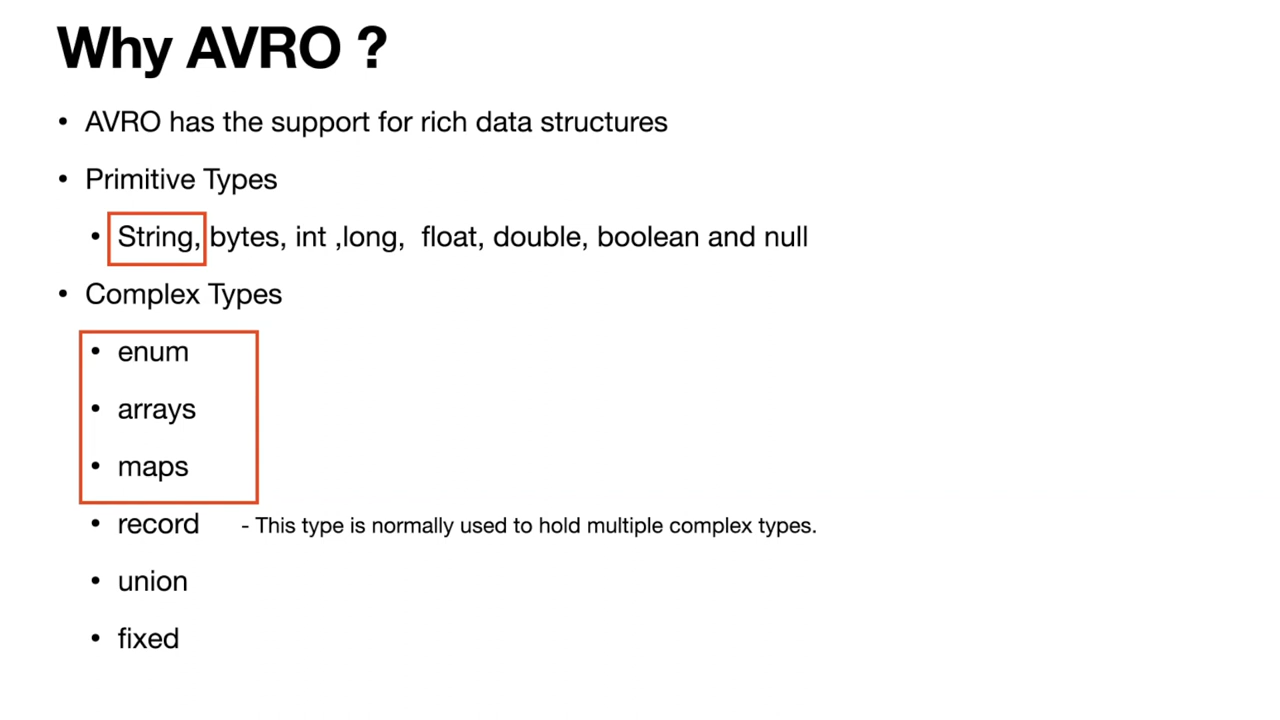 Why AVRO ?
• AVRO has the support for rich data structures
• Primitive Types
• String, bytes, int ,long,  float, double, boolean and null
• Complex Types
• enum
• arrays
• maps
• record - This type is normally used to hold multiple complex types.
• union
• fixed